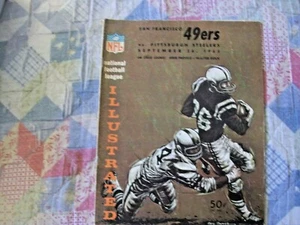 SAN FRANCISCO 49ers
vs. PITTSBURGH STEELERS
SEPTEMBER
NFL
national
football
league
ILLUSTRATED
50¢